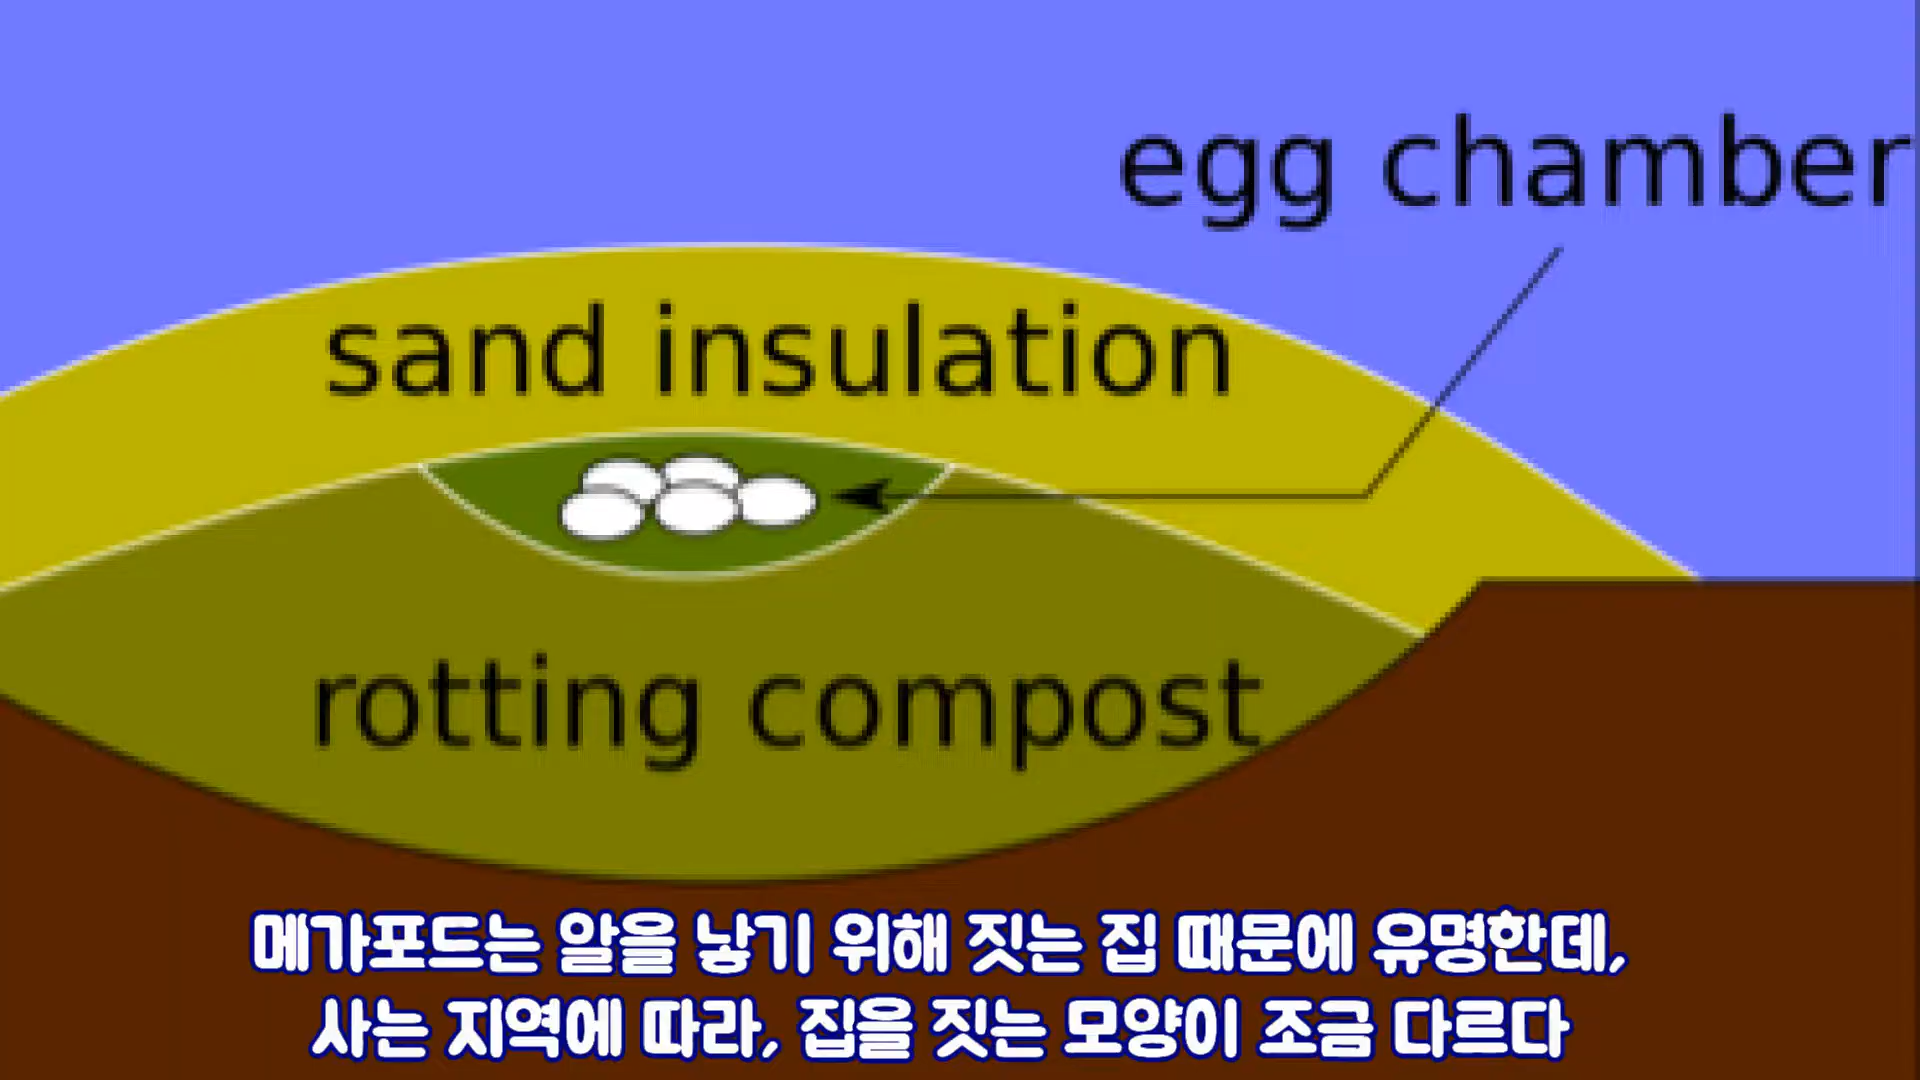 egg chamber
sand insulation
rotting compost
메가포드는 알을 낳기 위해 짓는 집 때문에 유명한데,
사는 지역에 따라, 집을 짓는 모양이 조금 다르다